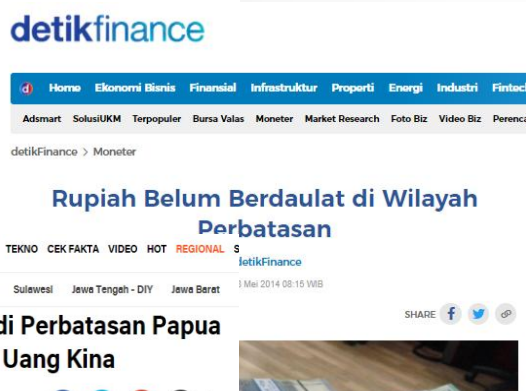 detikfinance
d Home Ekonomi Bisnis Finansial Infrastruktur Properti Energi Industri Fintech
Adsmart SolusiUKM Terpopuler Bursa Valas Moneter Market Research Foto Biz Video Biz Perenca
detikFinance > Moneter
Rupiah Belum Berdaulat di Wilayah
Perbatasan
detikFinance
Mei 2014 08:15 WIB
SHARE
TEKNO CEK FAKTA VIDEO HOT REGIONAL S
Sulawesi Jawa Tengah - DIY Jawa Barat
di Perbatasan Papua
Uang Kina